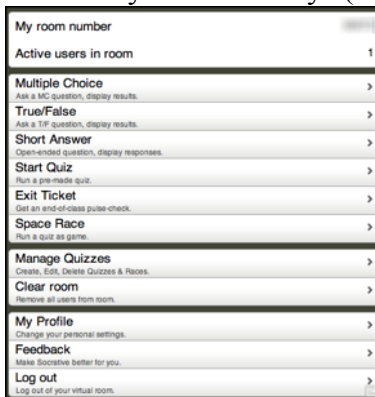 My room number
Active users in room 1
Multiple Choice
Ask a MC question, display results.
True/False
Ask a T/F question, display results.
Short Answer
Open-ended question, display responses.
Start Quiz
Run a pre-made quiz.
Exit Ticket
Get an end-of-class pulse-check.
Space Race
Run a quiz as game.
Manage Quizzes
Create, Edit, Delete Quizzes & Races.
Clear room
Remove all users from room.
My Profile
Change your personal settings.
Feedback
Make Socrative better for you.
Log out
Log out of your virtual room.